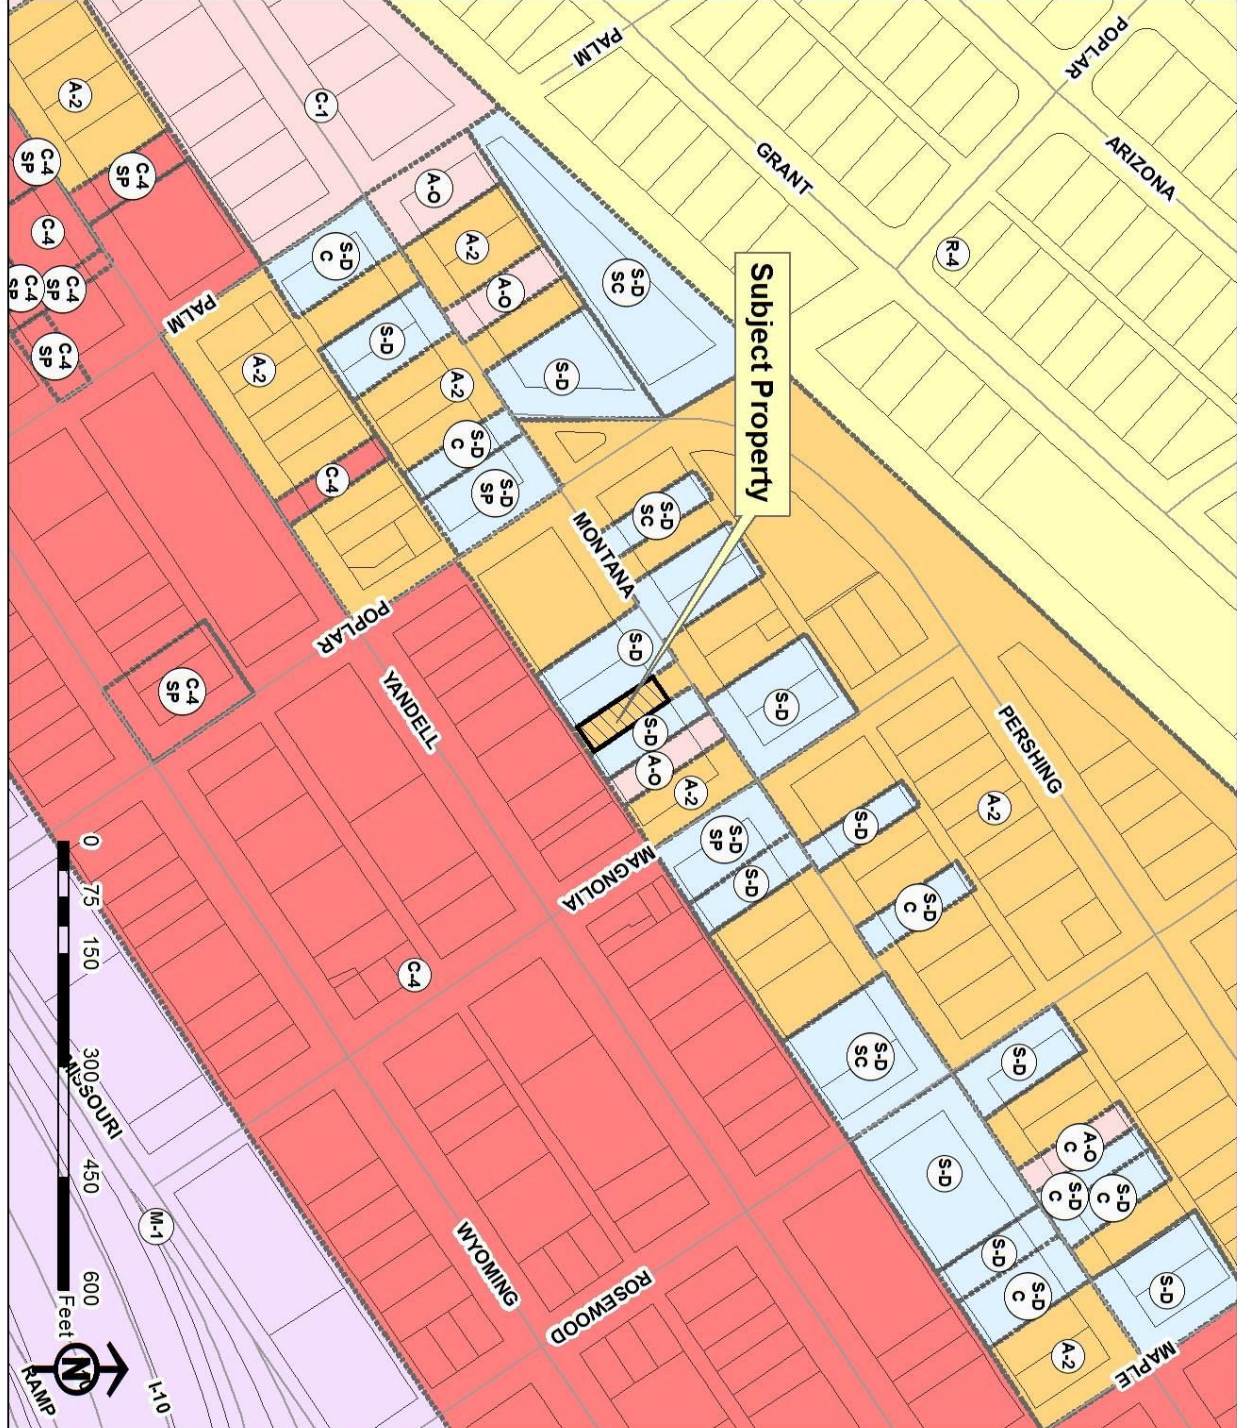 POPLAR
PALM
ARIZONA
GRANT
R-4
C-1
A-2
C-4
SP
C-4
SP
C-4
C-4
SP
C-4
SP
C-4
SP
A-O
A-2
A-O
S-D
C
S-D
SC
S-D
S-D
A-2
A-2
PALM
C-4
S-D
C
S-D
SP
Subject Property
S-D
SC
MONTANA
S-D
S-D
S-D
A-O
A-2
POPLAR
YANDELL
C-4
SP
PERSHING
A-2
S-D
S-D
SP
S-D
S-D
C
MAGNOLIA
C-4
S-D
SC
S-D
A-O
C
S-D
C
S-D
C
S-D
S-D
S-D
C
S-D
A-2
MAPLE
WYOMING
ROSEWOOD
MISSOURI
M-1
I-10
RAMP
0 75 150 300 450 600
Feet
N